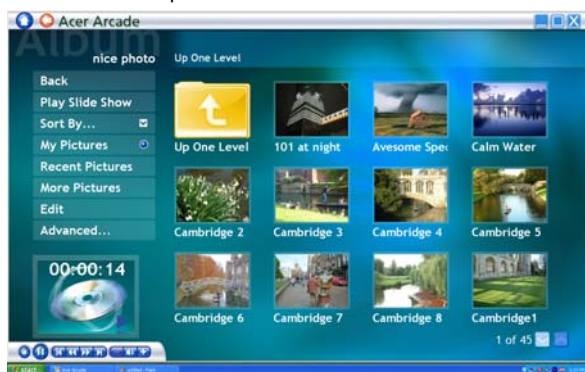 Acer Arcade
Album
nice photo
Up One Level
Back
Play Slide Show
Sort By...
My Pictures
Recent Pictures
More Pictures
Edit
Advanced...
00:00:14
Up One Level
101 at night
Avesome Spec
Calm Water
Cambridge 2
Cambridge 3
Cambridge 4
Cambridge 5
Cambridge 6
Cambridge 7
Cambridge 8
Cambridge1
1 of 45
start